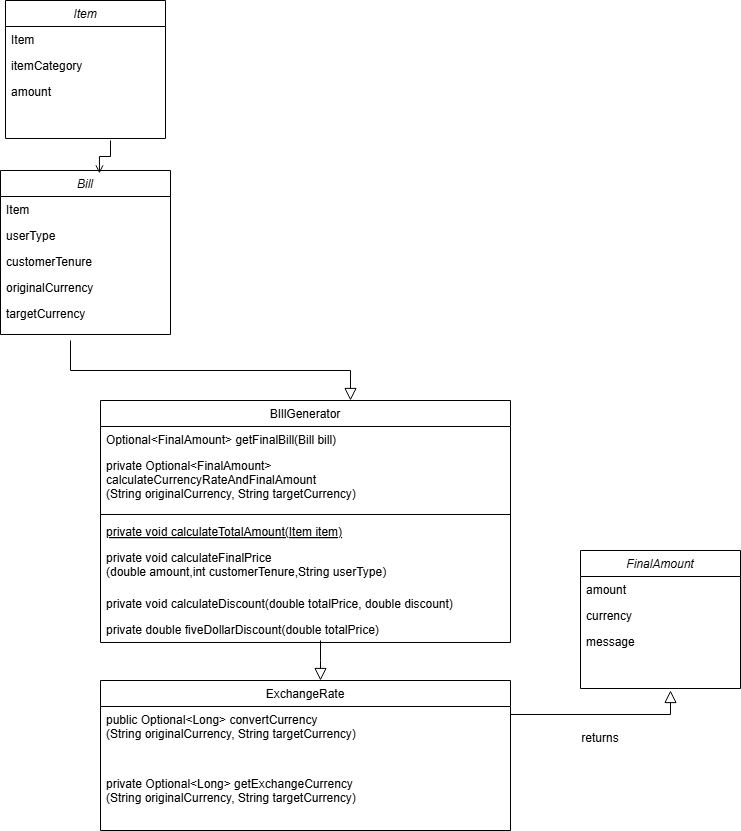 Item
Item
itemCategory
amount
Bill
Item
userType
customerTenure
originalCurrency
targetCurrency
BIllGenerator
Optional<FinalAmount> getFinalBill(Bill bill)
private Optional<FinalAmount>
calculateCurrencyRateAndFinalAmount
(String originalCurrency, String targetCurrency)
private void calculateTotalAmount(Item item)
private void calculateFinalPrice
(double amount,int customerTenure,String userType)
private void calculateDiscount(double totalPrice, double discount)
private double fiveDollarDiscount(double totalPrice)
FinalAmount
amount
currency
message
ExchangeRate
public Optional<Long> convertCurrency
(String originalCurrency, String targetCurrency)
private Optional<Long> getExchangeCurrency
(String originalCurrency, String targetCurrency)
returns